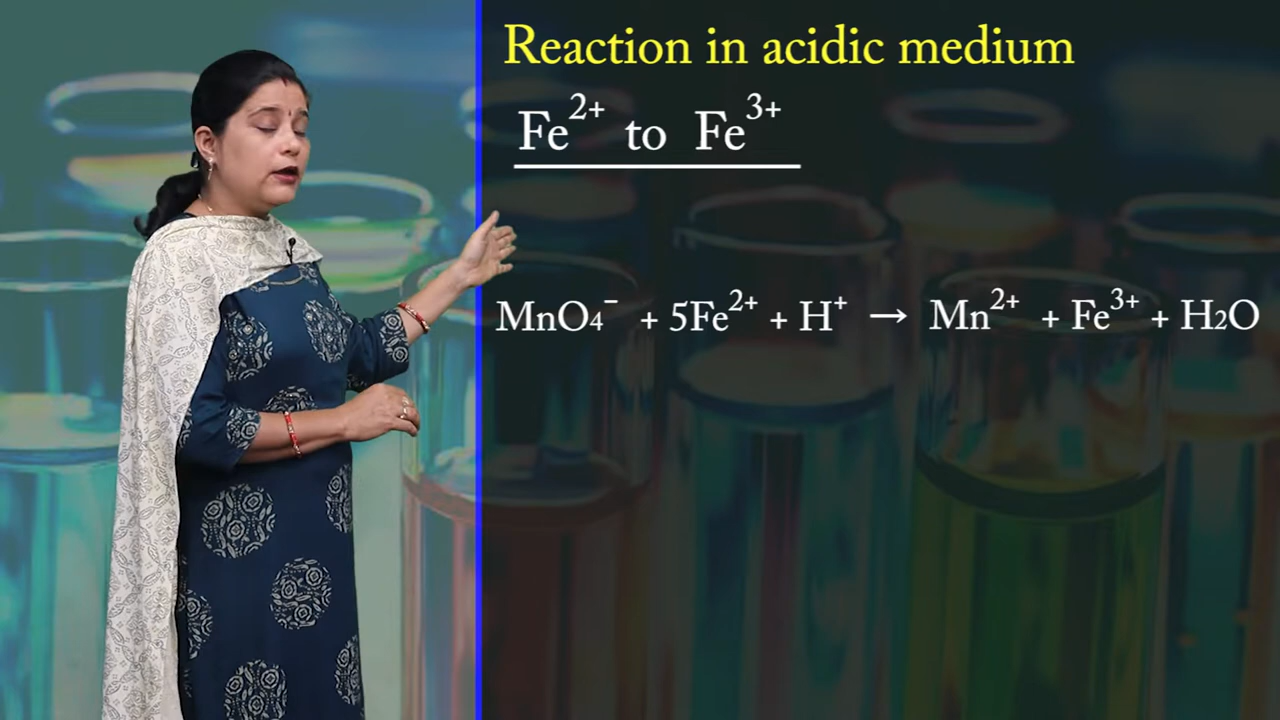 Reaction in acidic medium
Fe²⁺ to Fe³⁺
MnO₄⁻ + 5Fe²⁺ + H⁺ → Mn²⁺ + Fe³⁺ + H₂O